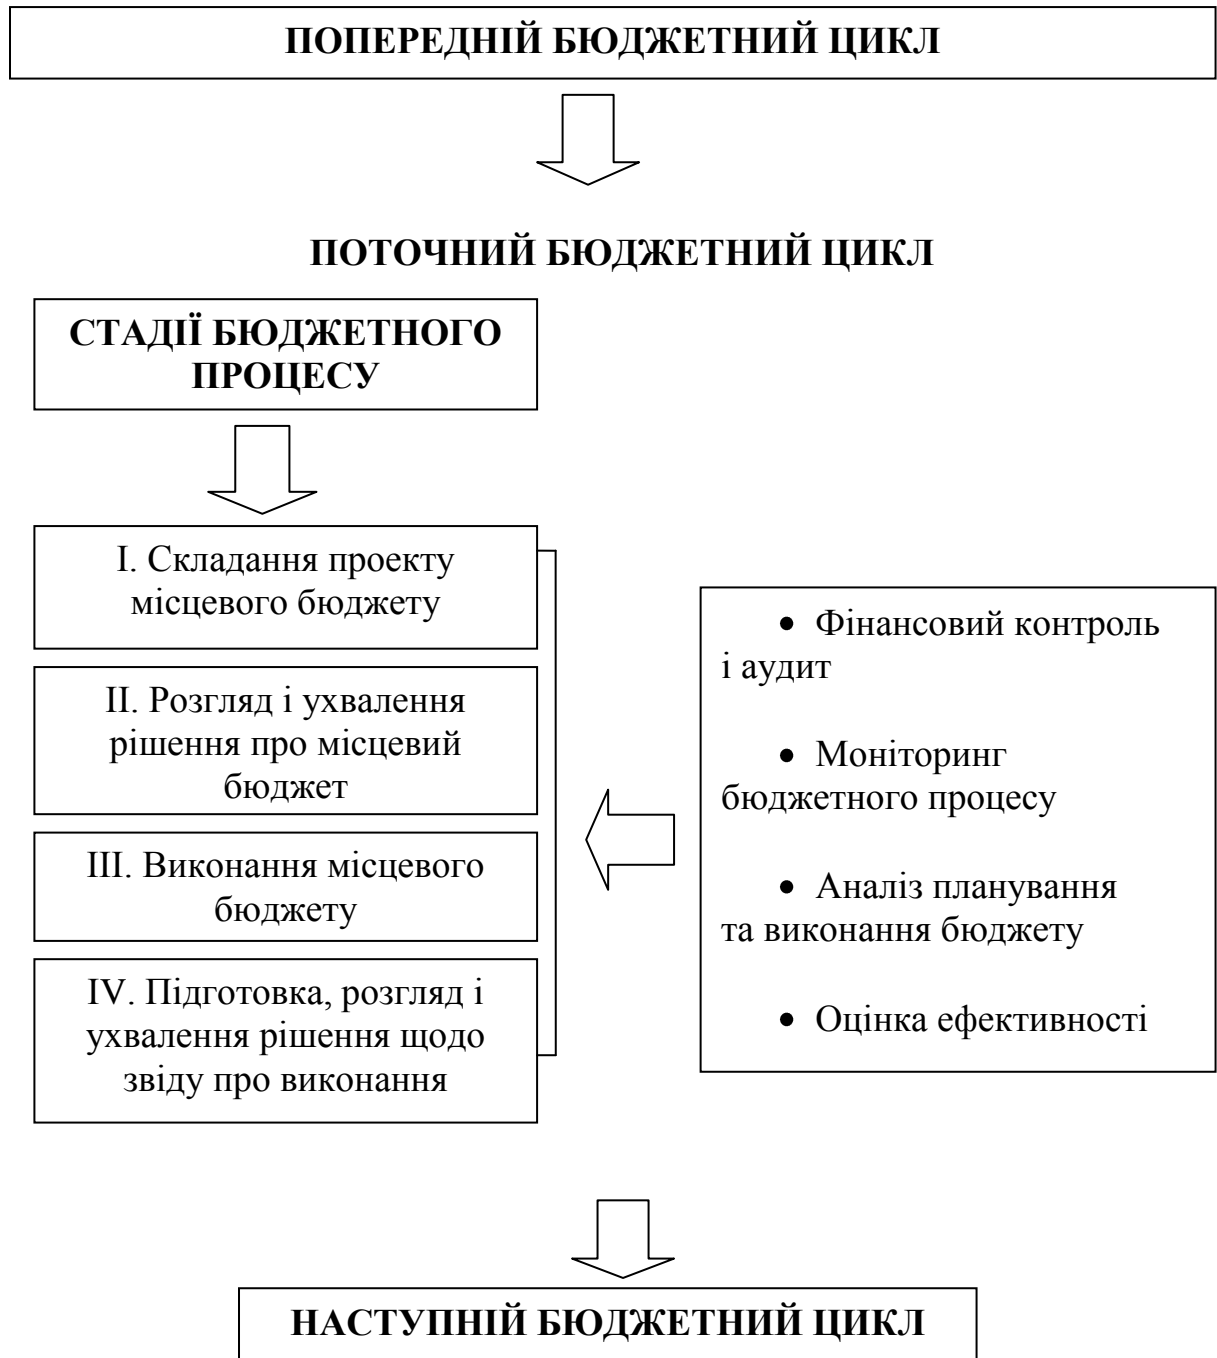 ПОПЕРЕДНІЙ БЮДЖЕТНИЙ ЦИКЛ
ПОТОЧНИЙ БЮДЖЕТНИЙ ЦИКЛ
СТАДІЇ БЮДЖЕТНОГО
ПРОЦЕСУ
І. Складання проекту
місцевого бюджету
ІІ. Розгляд і ухвалення
рішення про місцевий
бюджет
ІІІ. Виконання місцевого
бюджету
IV. Підготовка, розгляд і
ухвалення рішення щодо
звіду про виконання
• Фінансовий контроль
і аудит
• Моніторинг
бюджетного процесу
• Аналіз планування
та виконання бюджету
• Оцінка ефективності
НАСТУПНІЙ БЮДЖЕТНИЙ ЦИКЛ